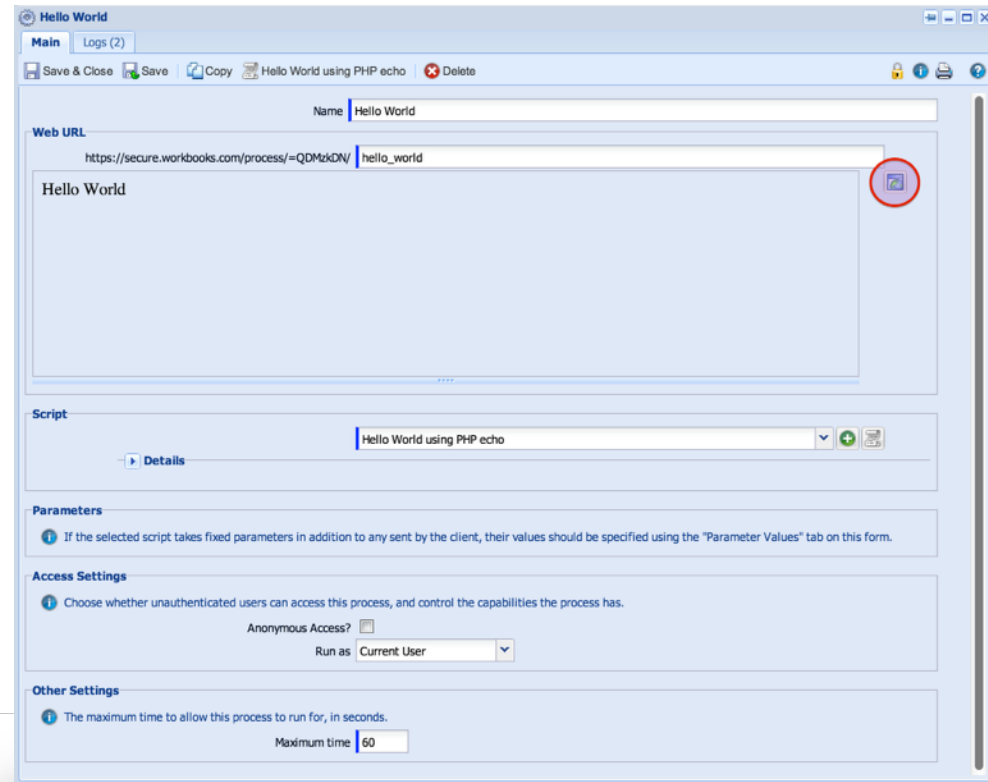 Hello World
Main Logs (2)
Save & Close Save Copy Hello World using PHP echo Delete
Name Hello World
Web URL
https://secure.workbooks.com/process/=QDMzkDN/ hello_world
Hello World
Script
Hello World using PHP echo
Details
Parameters
If the selected script takes fixed parameters in addition to any sent by the client, their values should be specified using the "Parameter Values" tab on this form.
Access Settings
Choose whether unauthenticated users can access this process, and control the capabilities the process has.
Anonymous Access?
Run as Current User
Other Settings
The maximum time to allow this process to run for, in seconds.
Maximum time 60